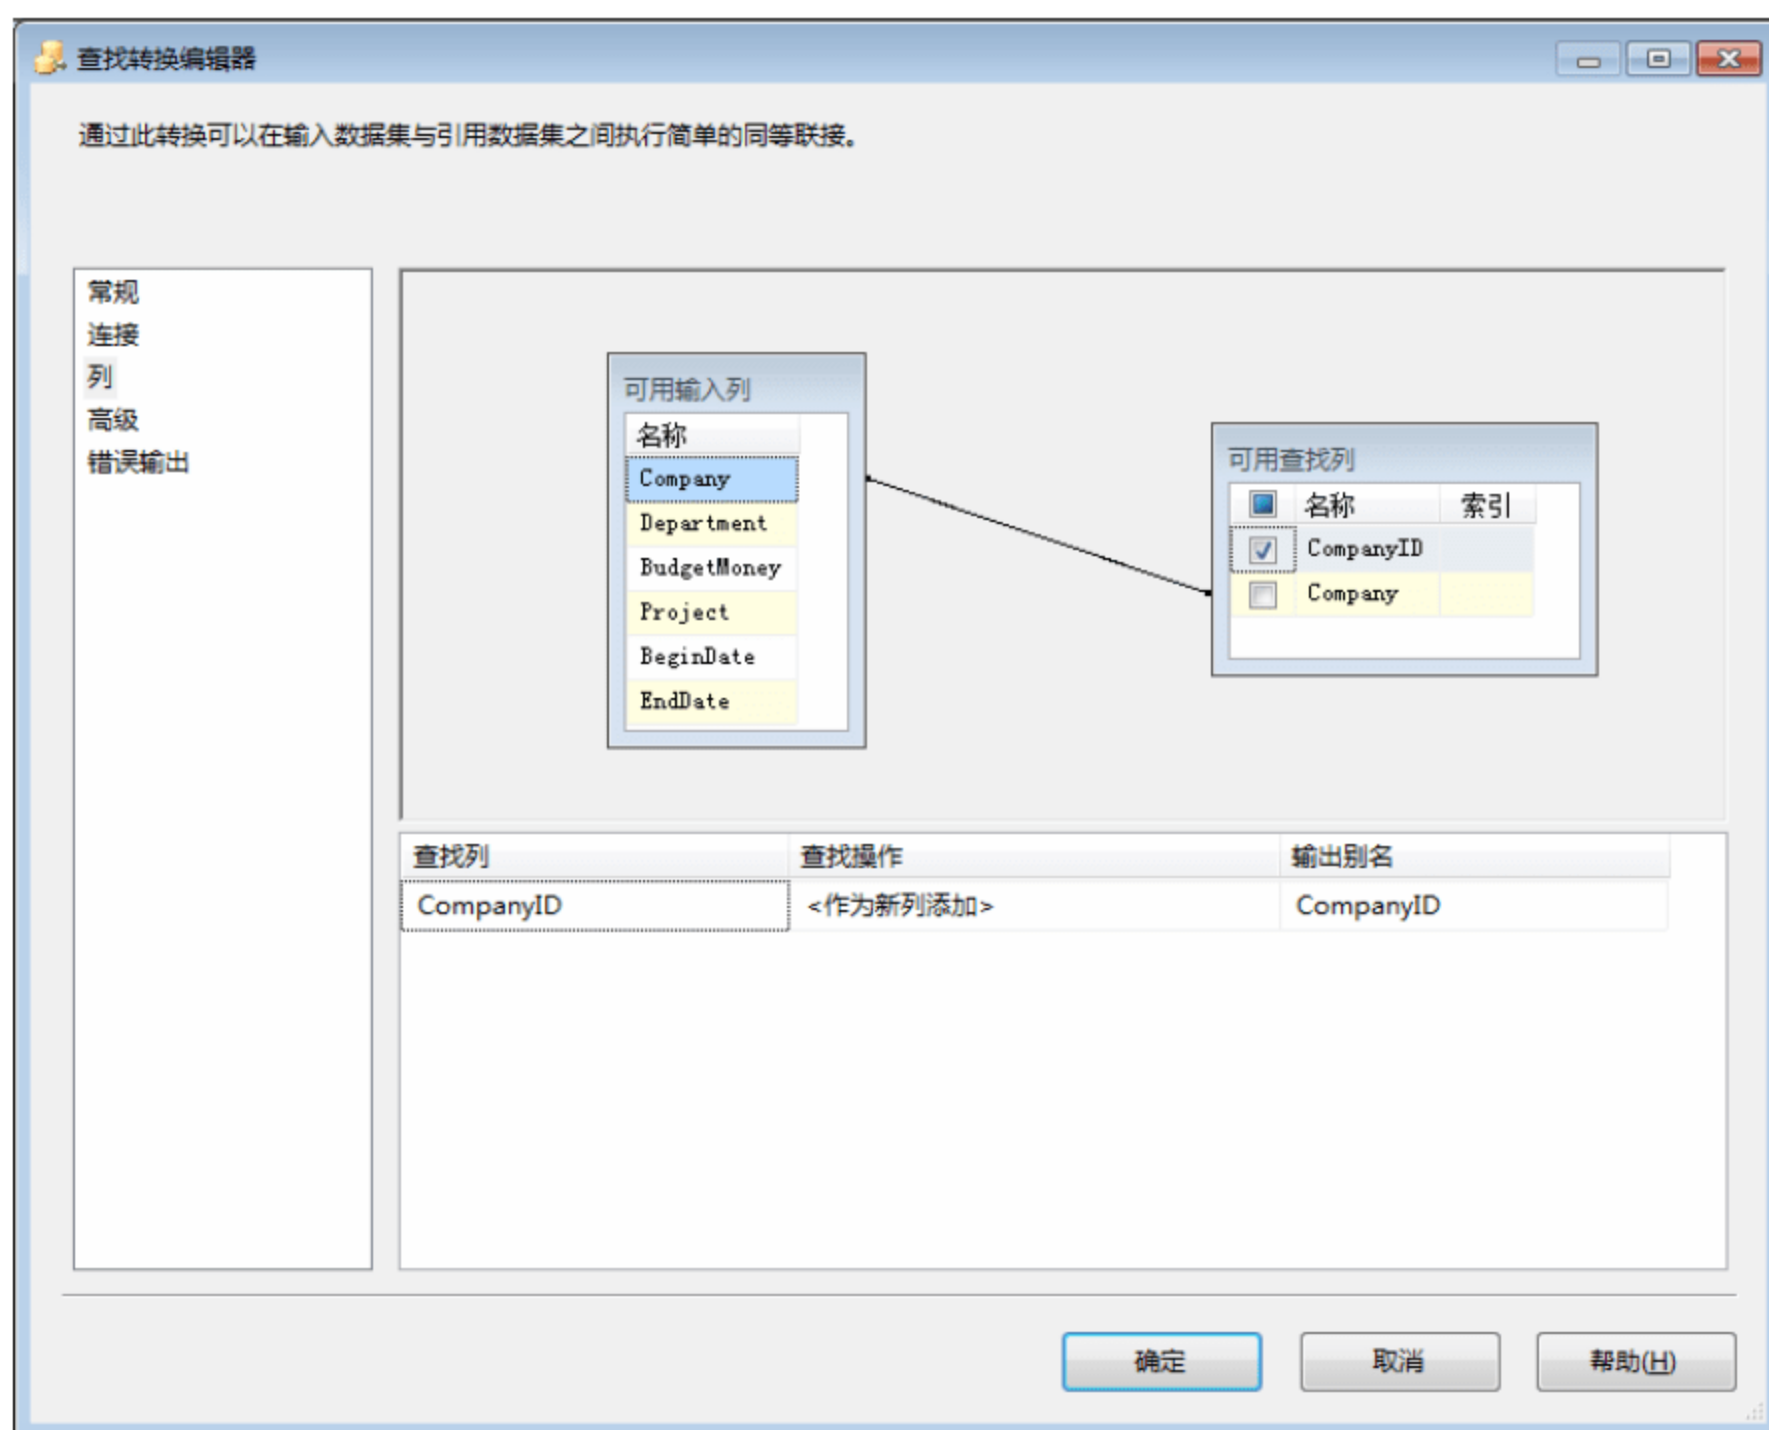 查找转换编辑器
通过此转换可以在输入数据集与引用数据集之间执行简单的同等联接。
常规
连接
列
高级
错误输出
可用输入列
名称
Company
Department
BudgetMoney
Project
BeginDate
EndDate
可用查找列
名称 索引
CompanyID
Company
查找列 查找操作 输出别名
CompanyID <作为新列添加> CompanyID
确定 取消 帮助(H)